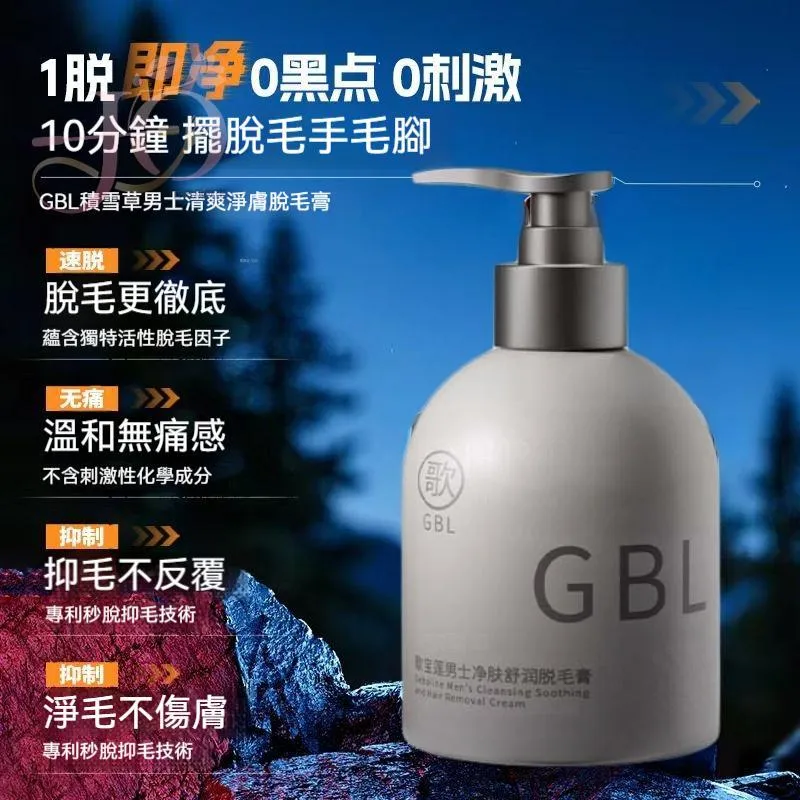 1脱 即净 0黑点 0刺激
10分鐘 擺脫毛手毛腳
GBL積雪草男士清爽淨膚脫毛膏
速脱
脫毛更徹底
蘊含獨特活性脫毛因子
无痛
溫和無痛感
不含刺激性化學成分
抑制
抑毛不反覆
專利秒脫抑毛技術
抑制
淨毛不傷膚
專利秒脫抑毛技術
歌
GBL
GBL
歌宝蓮男士净肤舒润脱毛膏
Men's Cleansing Soothing
and Hair Removal Cream